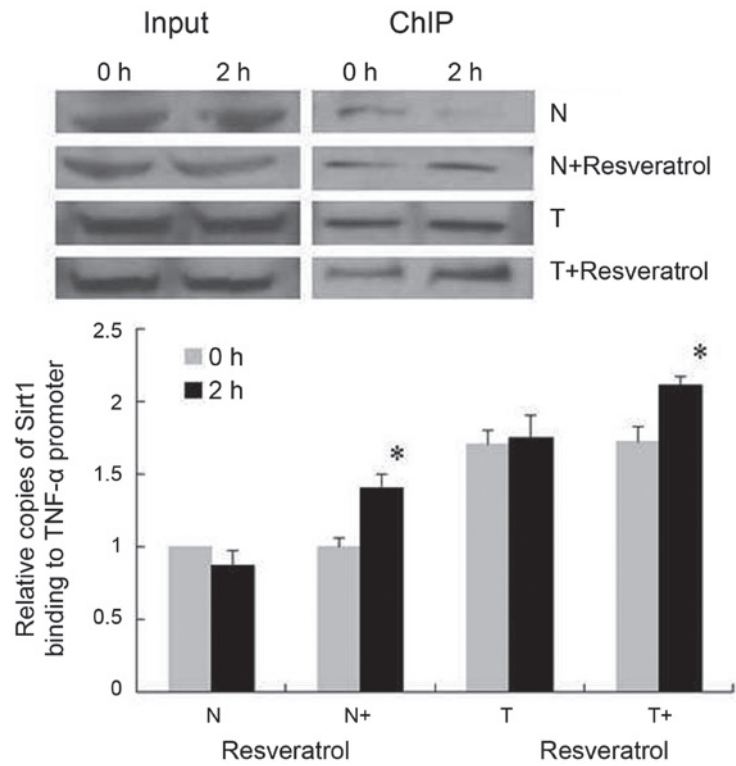 Input ChIP
0 h 2 h 0 h 2 h
N
N+Resveratrol
T
T+Resveratrol
Relative copies of Sirt1
binding to TNF-α promoter
2.5
2
1.5
1
0.5
0
0 h
2 h
*
*
N N+ T T+
Resveratrol Resveratrol